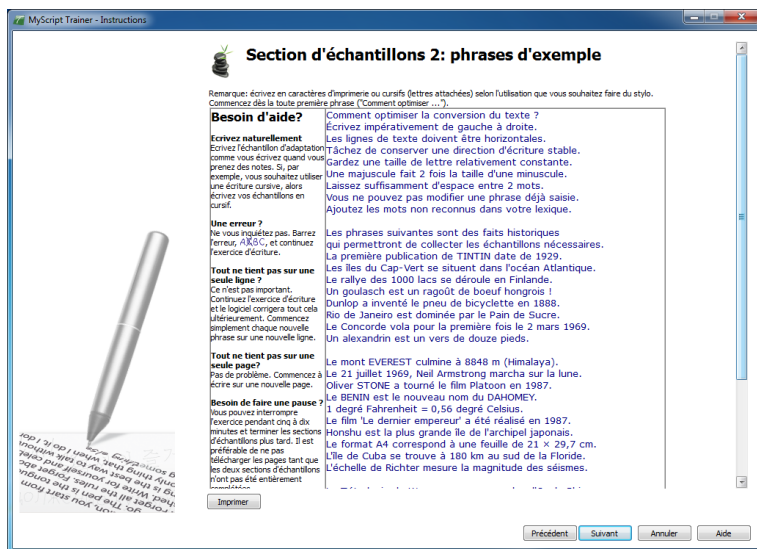 MyScript Trainer - Instructions
Section d'échantillons 2: phrases d'exemple
Remarque: écrivez en caractères d'imprimerie ou cursifs (lettres attachées) selon l'utilisation que vous souhaitez faire du stylo.
Commencez dès la toute première phrase ("Comment optimiser ...").
Besoin d'aide?
Ecrivez naturellement
Ecrivez l'échantillon d'adaptation
comme vous écrivez quand vous
prenez des notes. Si, par
exemple, vous souhaitez utiliser
une écriture cursive, alors
écrivez vos échantillons en
cursif.
Une erreur ?
Ne vous inquiétez pas. Barrez
l'erreur, et continuez
l'exercice d'écriture.
Tout ne tient pas sur une
seule ligne ?
Ce n'est pas important.
Continuez l'exercice d'écriture
et le logiciel corrigera tout cela
ultérieurement. Commencez
simplement chaque nouvelle
phrase sur une nouvelle ligne.
Tout ne tient pas sur une
seule page?
Pas de problème. Commencez à
écrire sur une nouvelle page.
Besoin de faire une pause ?
Vous pouvez interrompre
l'exercice pendant cinq à dix
minutes et terminer les sections
d'échantillons plus tard. Il est
préférable de ne pas
télécharger les pages tant que
les deux sections d'échantillons
n'ont pas été entièrement
Comment optimiser la conversion du texte ?
Écrivez impérativement de gauche à droite.
Les lignes de texte doivent être horizontales.
Tâchez de conserver une direction d'écriture stable.
Gardez une taille de lettre relativement constante.
Une majuscule fait 2 fois la taille d'une minuscule.
Laissez suffisamment d'espace entre 2 mots.
Vous ne pouvez pas modifier une phrase déjà saisie.
Ajoutez les mots non reconnus dans votre lexique.
Les phrases suivantes sont des faits historiques
qui permettront de collecter les échantillons nécessaires.
La première publication de TINTIN date de 1929.
Les îles du Cap-Vert se situent dans l'océan Atlantique.
Le rallye des 1000 lacs se déroule en Finlande.
Un goulasch est un ragoût de boeuf hongrois !
Dunlop a inventé le pneu de bicyclette en 1888.
Rio de Janeiro est dominée par le Pain de Sucre.
Le Concorde vola pour la première fois le 2 mars 1969.
Un alexandrin est un vers de douze pieds.
Le mont EVEREST culmine à 8848 m (Himalaya).
Le 21 juillet 1969, Neil Armstrong marcha sur la lune.
Oliver STONE a tourné le film Platoon en 1987.
Le BENIN est le nouveau nom du DAHOMEY.
1 degré Fahrenheit = 0,56 degré Celsius.
Le film 'Le dernier empereur' a été réalisé en 1987.
Honshu est la plus grande île de l'archipel japonais.
Le format A4 correspond à une feuille de 21 × 29,7 cm.
L'île de Cuba se trouve à 180 km au sud de la Floride.
L'échelle de Richter mesure la magnitude des séismes.
Imprimer
Précédent
Suivant
Annuler
Aide